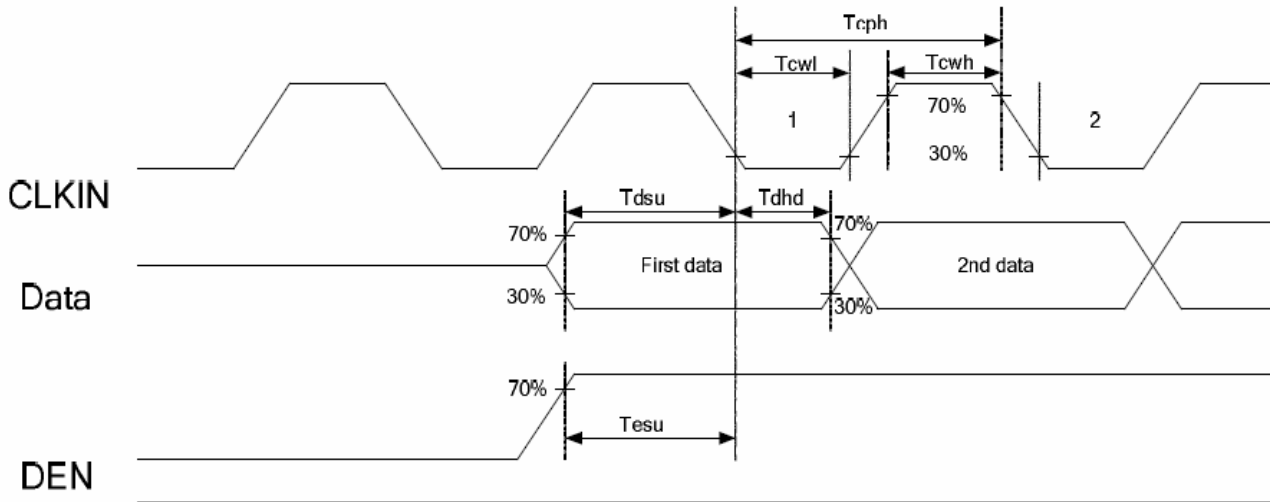 Tcph
Tcwl
Tcwh
1
70%
2
30%
CLKIN
Tdsu
Tdhd
70%
70%
First data
2nd data
Data
30%
30%
70%
Tesu
DEN